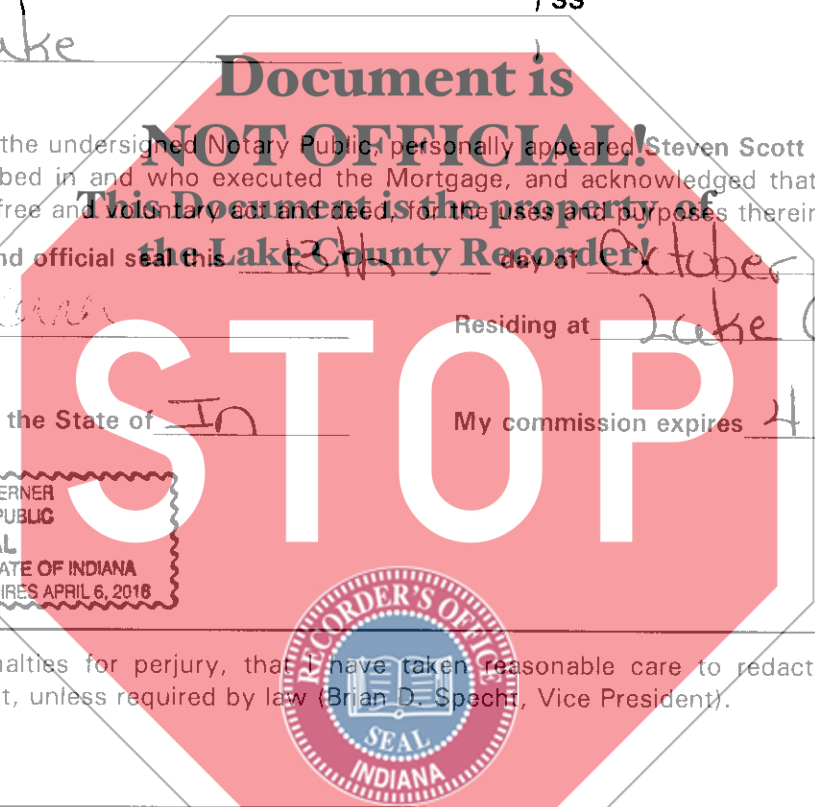 ss
ake
Document is
NOT OFFICIAL!
This Document is the property of
the Lake County Recorder!
the undersigned Notary Public, personally appeared Steven Scott
bed in and who executed the Mortgage, and acknowledged that
free and voluntary act and deed, for the uses and purposes therein
nd official seal this 13th day of October
Residing at Lake C
the State of In My commission expires 4
STOP
ERNER
PUBLIC
AL
ATE OF INDIANA
IRES APRIL 6, 2016
nalties for perjury, that I have taken reasonable care to redact
t, unless required by law (Brian D. Specht, Vice President).
RECORDER'S OFFICE
SEAL
INDIANA